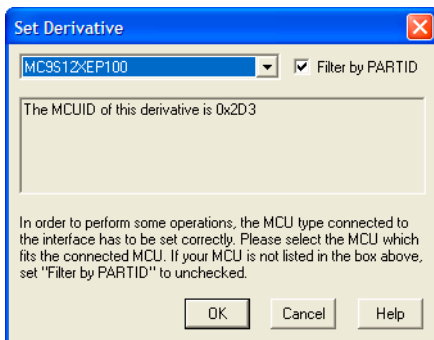 Set Derivative
MC9S12XEP100
Filter by PARTID
The MCUID of this derivative is 0x2D3
In order to perform some operations, the MCU type connected to
the interface has to be set correctly. Please select the MCU which
fits the connected MCU. If your MCU is not listed in the box above,
set "Filter by PARTID" to unchecked.
OK
Cancel
Help